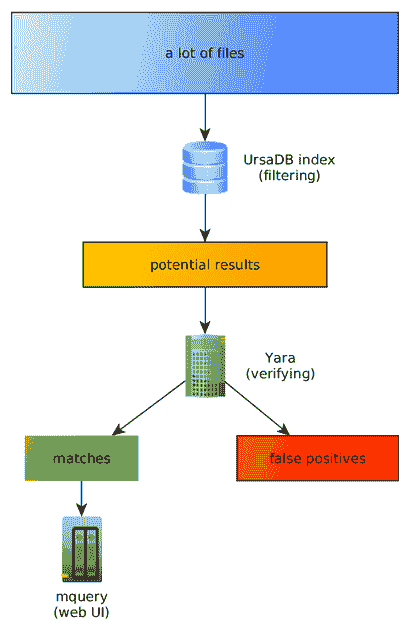 a lot of files
UrsaDB index
(filtering)
potential results
Yara
(verifying)
matches
false positives
mquery
(web UI)